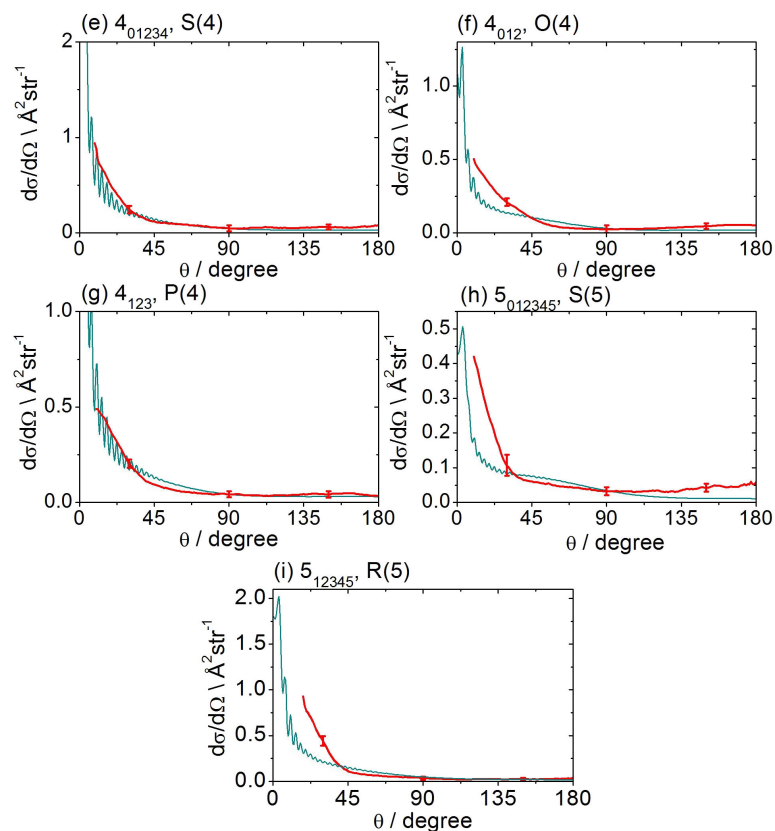 (e) 4₀₁₂₃₄, S(4)
dσ/dΩ \ Å²str⁻¹
2
1
0
0 45 90 135 180
θ / degree
(f) 4₀₁₂, O(4)
dσ/dΩ \ Å²str⁻¹
1.0
0.5
0.0
0 45 90 135 180
θ / degree
(g) 4₁₂₃, P(4)
dσ/dΩ \ Å²str⁻¹
1.0
0.5
0.0
0 45 90 135 180
θ / degree
(h) 5₀₁₂₃₄₅, S(5)
dσ/dΩ \ Å²str⁻¹
0.5
0.4
0.3
0.2
0.1
0.0
0 45 90 135 180
θ / degree
(i) 5₁₂₃₄₅, R(5)
dσ/dΩ \ Å²str⁻¹
2.0
1.5
1.0
0.5
0.0
0 45 90 135 180
θ / degree